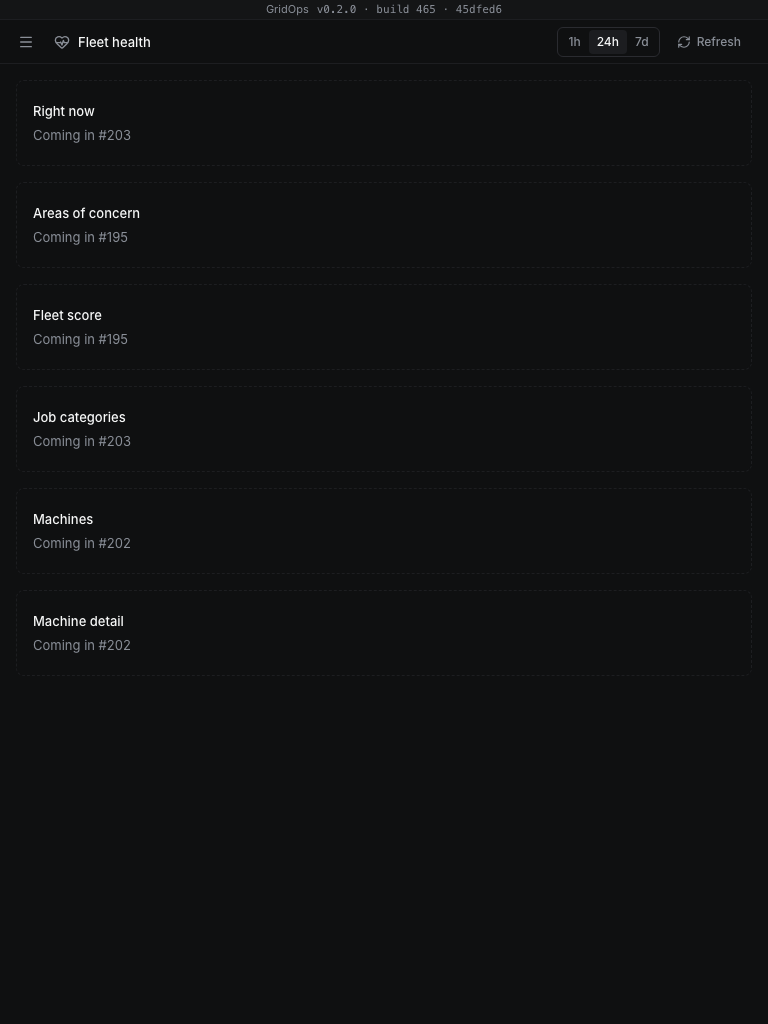 GridOps v0.2.0 · build 465 · 45dfed6
Fleet health
1h 24h 7d Refresh
Right now
Coming in #203
Areas of concern
Coming in #195
Fleet score
Coming in #195
Job categories
Coming in #203
Machines
Coming in #202
Machine detail
Coming in #202